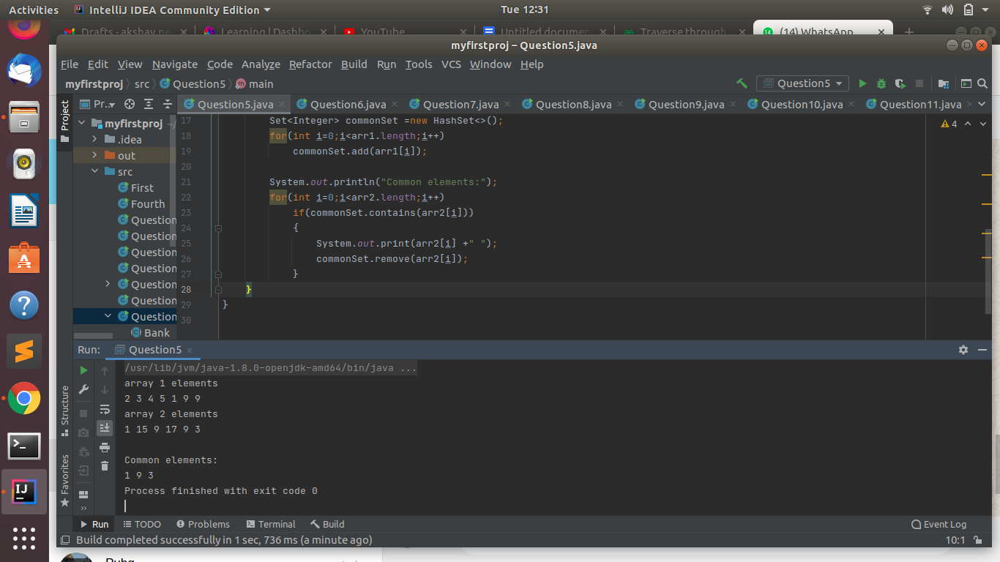 Activities IntelliJ IDEA Community Edition Tue 12:31
Drafts - akshay.ne Learning | Dashbo YouTube Untitled documen Traverse through (14) WhatsApp
myfirstproj – Question5.java
File Edit View Navigate Code Analyze Refactor Build Run Tools VCS Window Help
myfirstproj src Question5 main Question5
Project Pr... Question5.java Question6.java Question7.java Question8.java Question9.java Question10.java Question11.java
myfirstproj ~/
.idea
out
src
First
Fourth
Question
Question
Question
Question
Question
Question
Question
Bank
4
17 Set<Integer> commonSet =new HashSet<>();
18 for(int i=0;i<arr1.length;i++)
19 commonSet.add(arr1[i]);
20
21 System.out.println("Common elements:");
22 for(int i=0;i<arr2.length;i++)
23 if(commonSet.contains(arr2[i]))
24 {
25 System.out.print(arr2[i] +" ");
26 commonSet.remove(arr2[i]);
27 }
28 }
29 }
30
Run: Question5
/usr/lib/jvm/java-1.8.0-openjdk-amd64/bin/java ...
array 1 elements
2 3 4 5 1 9 9
array 2 elements
1 15 9 17 9 3
Common elements:
1 9 3
Process finished with exit code 0
Structure
Favorites
Run TODO Problems Terminal Build Event Log
Build completed successfully in 1 sec, 736 ms (a minute ago) 10:1